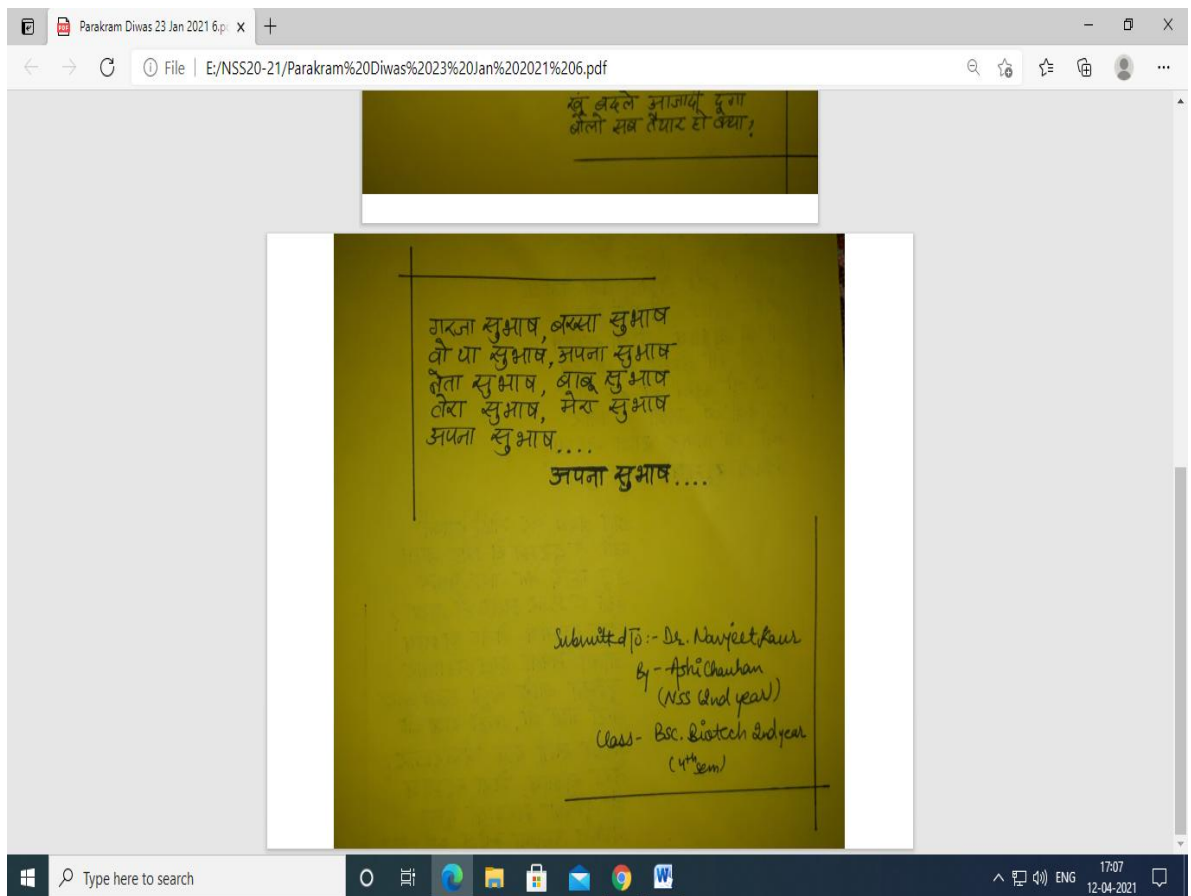 Parakram Diwas 23 Jan 2021 6.p
File
E:/NSS20-21/Parakram%20Diwas%2023%20Jan%202021%206.pdf
खूं बदले आजादी दूंगा
बोलो सब तैयार हो क्या?
गरजा सुभाष, बरसा सुभाष
वो था सुभाष, अपना सुभाष
नेता सुभाष, बाबू सुभाष
तेरा सुभाष, मेरा सुभाष
अपना सुभाष....
अपना सुभाष....
Submitted To:- Dr. Navjeet Kaur
By - Ashi Chauhan
(NSS (2nd year)
Class - BSC. Biotech 2nd year
(4th sem)
Type here to search
ENG
17:07
12-04-2021